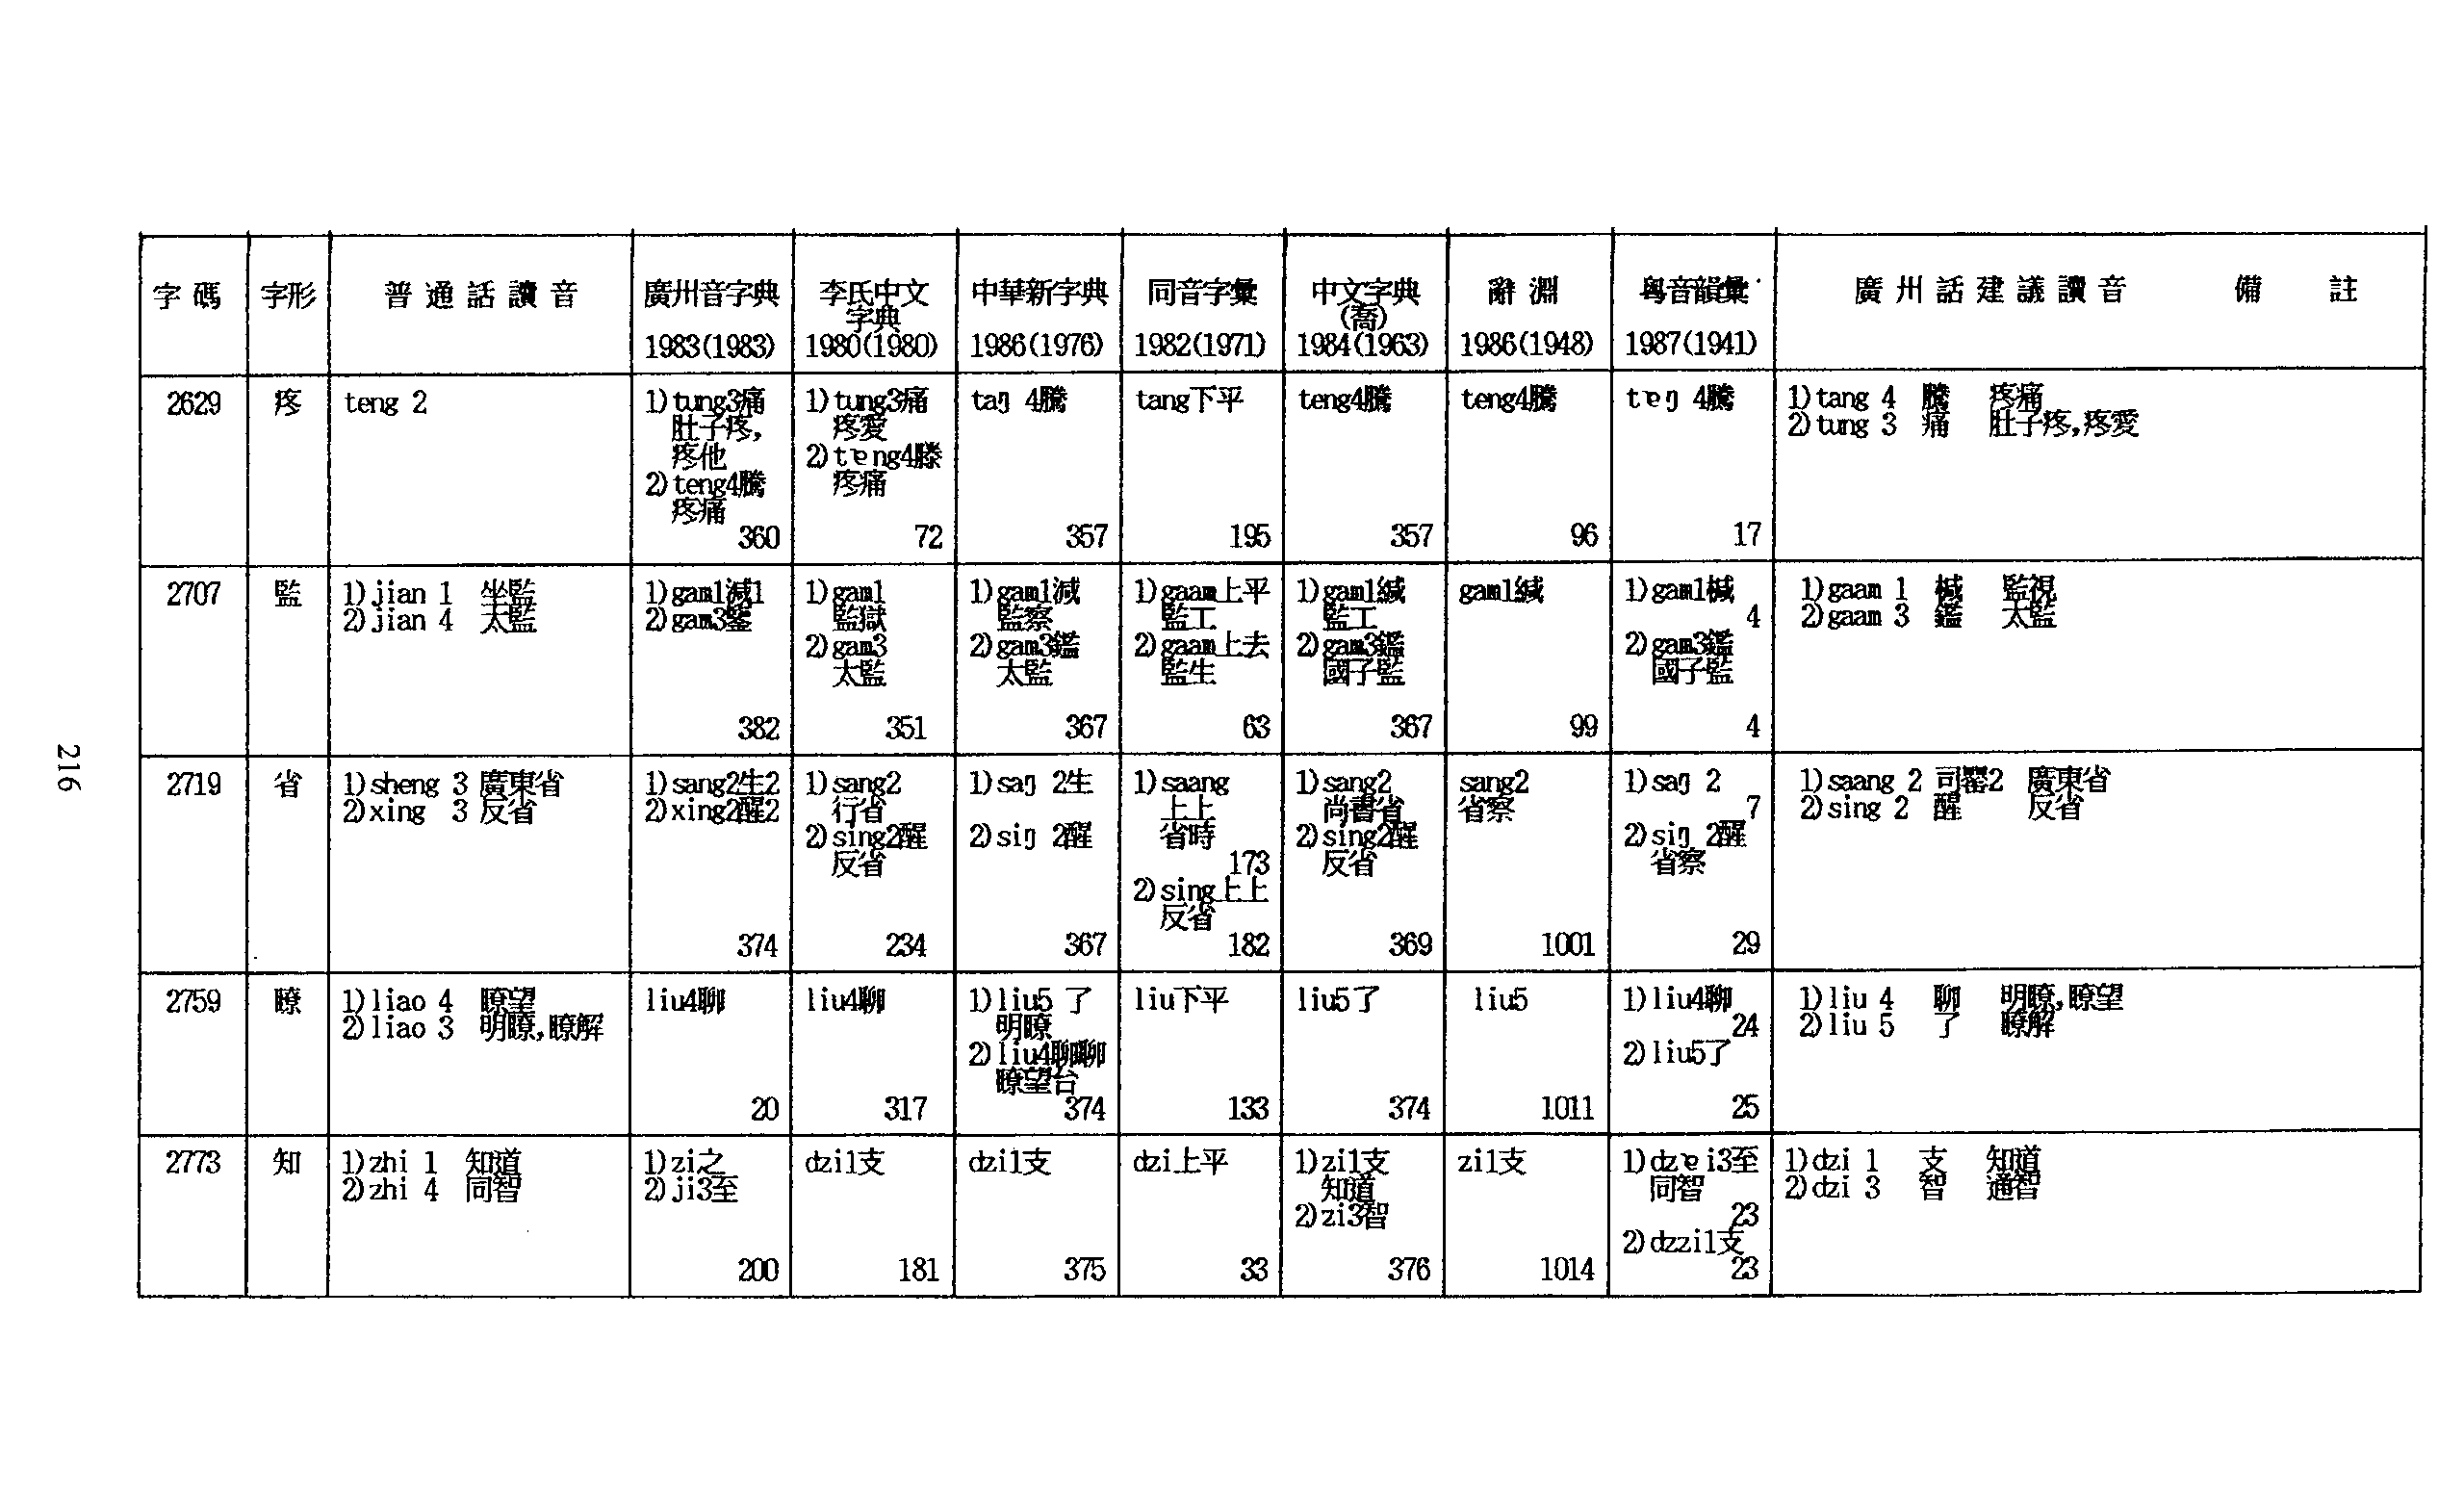 字碼 字形 普通話讀音 廣州音字典 1983(1983) 李氏中文字典 1980(1980) 中華新字典 1986(1976) 同音字彙 1982(1971) 中文字典(喬) 1984(1963) 辭淵 1986(1948) 粵音韻彙 1987(1941) 廣州話建議讀音 備註
2629 疼
teng 2
1)tung3痛
肚子疼,
疼他
2)teng4騰
疼痛
360
1)tung3痛
疼愛
2)tɐng4滕
疼痛
72
taŋ 4騰
357
tang下平
195
teng4騰
357
teng4騰
96
tɐŋ 4騰
17
1)tang 4 騰 疼痛
2)tung 3 痛 肚子疼,疼愛
2707 監
1)jian 1 坐監
2)jian 4 太監
1)gam1減1
2)gam3鑒
382
1)gam1
監獄
2)gam3
太監
351
1)gam1減
監察
2)gam3鑑
太監
367
1)gaam上平
監工
2)gaam上去
監生
63
1)gam1緘
監工
2)gam3鑑
國子監
367
gam1緘
99
1)gam1椷
4
2)gam3鑑
國子監
4
1)gaam 1 椷 監視
2)gaam 3 鑑 太監
2719 省
1)sheng 3 廣東省
2)xing 3 反省
1)sang2生2
2)xing2醒2
374
1)sang2
行省
2)sing2醒
反省
234
1)saŋ 2生
2)siŋ 2醒
367
1)saang
上上
省時
173
2)sing上上
反省
182
1)sang2
尚書省
2)sing2醒
反省
369
sang2
省察
1001
1)saŋ 2
7
2)siŋ 2醒
省察
29
1)saang 2 司罌2 廣東省
2)sing 2 醒 反省
2759 瞭
1)liao 4 瞭望
2)liao 3 明瞭,瞭解
liu4聊
20
liu4聊
317
1)liu5 了
明瞭
2)liu4聊聊
瞭望台
374
liu下平
133
liu5了
374
liu5
1011
1)liu4聊
24
2)liu5了
25
1)liu 4 聊 明瞭,瞭望
2)liu 5 了 瞭解
2773 知
1)zhi 1 知道
2)zhi 4 同智
1)zi之
2)ji3至
200
dzi1支
181
dzi1支
375
dzi上平
33
1)zi1支
知道
2)zi3智
376
zi1支
1014
1)dzɐi3至
同智
23
2)dzzi1支
23
1)dzi 1 支 知道
2)dzi 3 智 通智
216